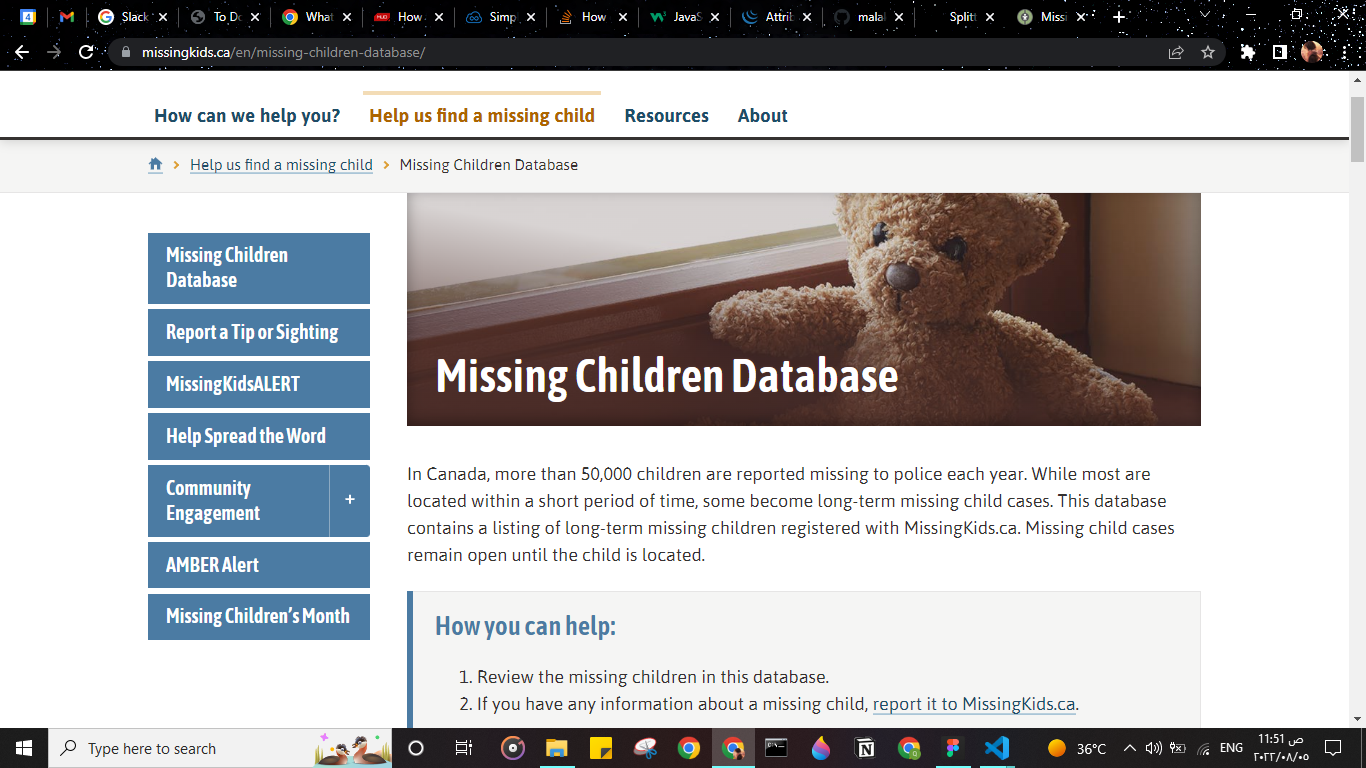 Slack
To Do
What
How
Simp
How
JavaS
Attrib
malal
Splitt
Missi
missingkids.ca/en/missing-children-database/
How can we help you?
Help us find a missing child
Resources
About
Help us find a missing child
Missing Children Database
Missing Children
Database
Report a Tip or Sighting
MissingKidsALERT
Help Spread the Word
Community
Engagement
+
AMBER Alert
Missing Children's Month
Missing Children Database
In Canada, more than 50,000 children are reported missing to police each year. While most are
located within a short period of time, some become long-term missing child cases. This database
contains a listing of long-term missing children registered with MissingKids.ca. Missing child cases
remain open until the child is located.
How you can help:
1. Review the missing children in this database.
2. If you have any information about a missing child, report it to MissingKids.ca.
Type here to search
36°C
ENG
11:51 ص
٢٠٢٢/٠٨/٠٥